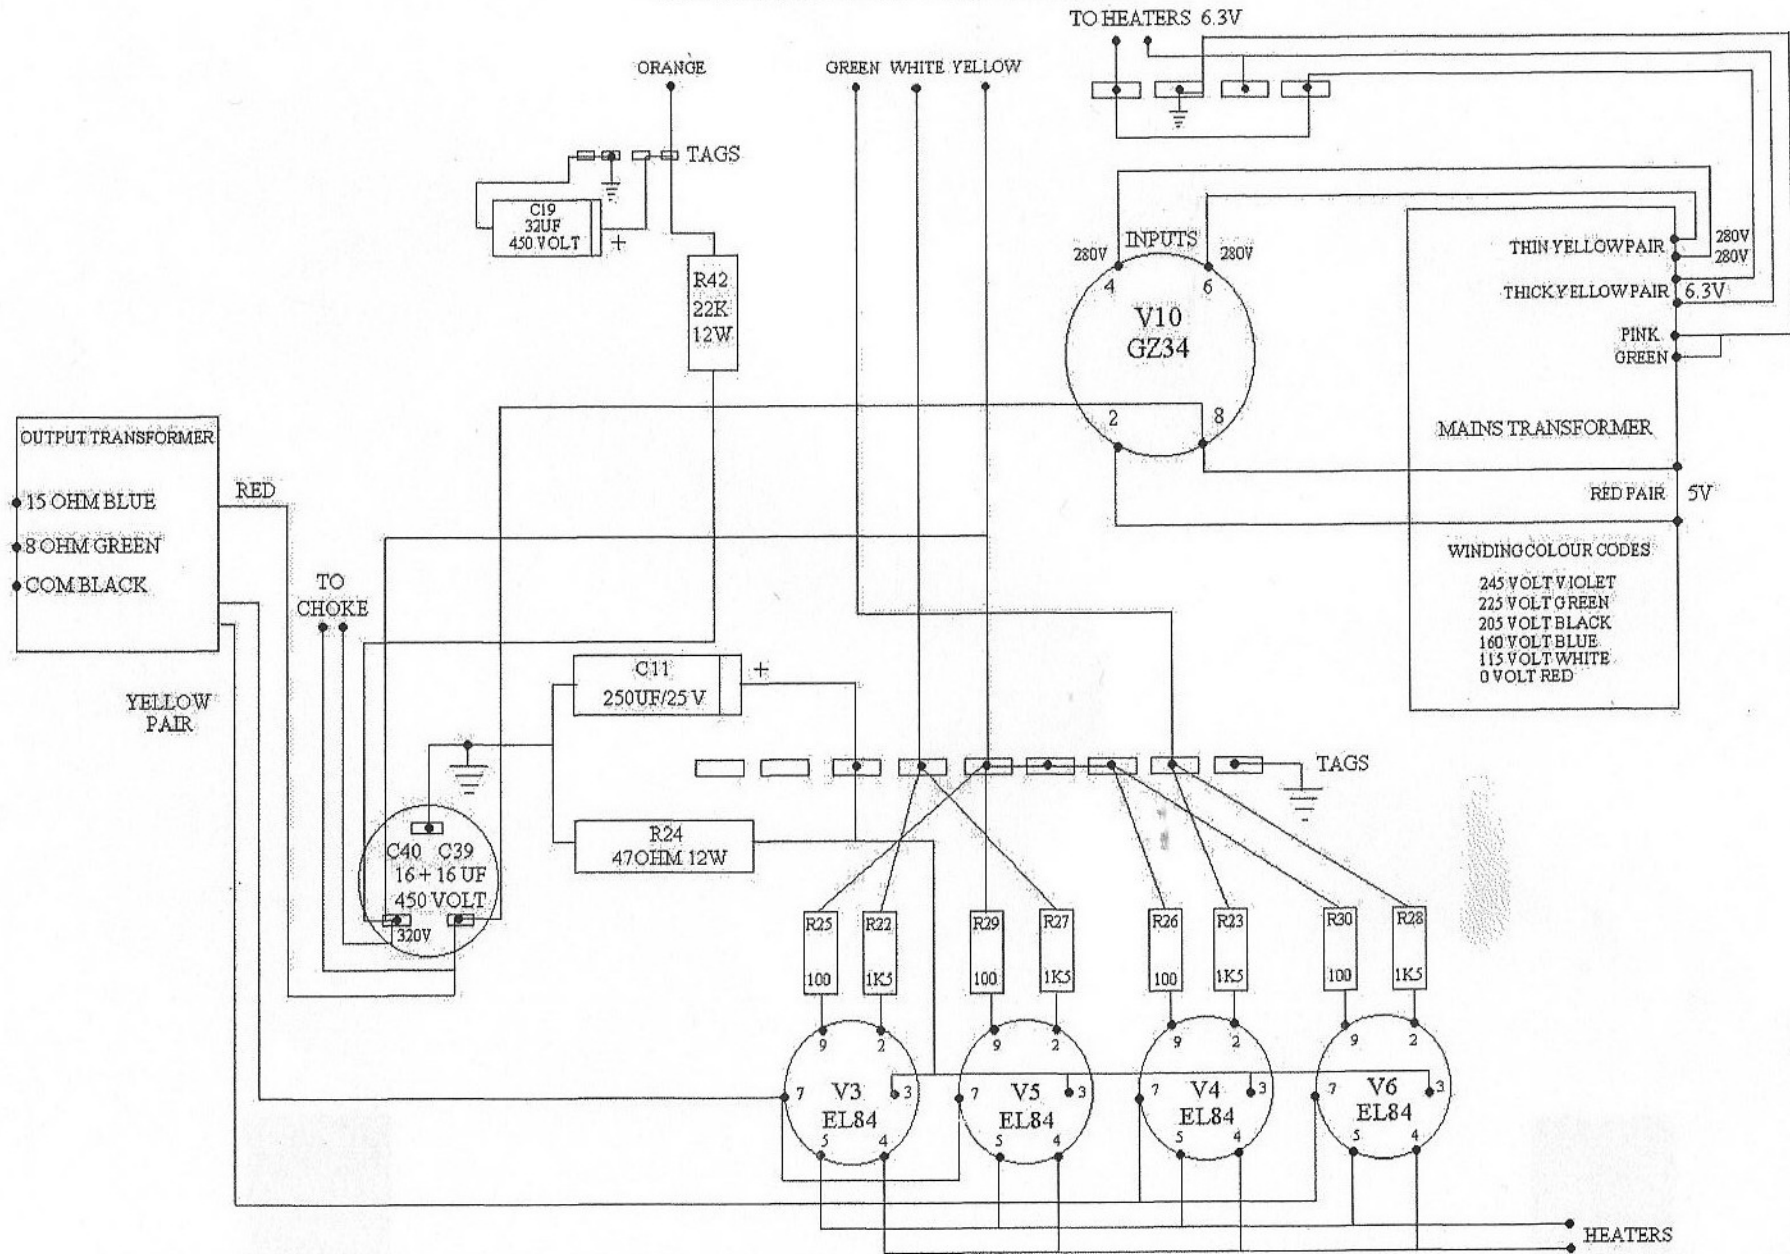 TO HEATERS 6.3V
ORANGE
GREEN WHITE YELLOW
TAGS
C19
32UF
450 VOLT
+
R42
22K
12W
280V
INPUTS
280V
4
6
V10
GZ34
2
8
THIN YELLOW PAIR
280V
280V
THICK YELLOW PAIR
6.3V
PINK
GREEN
MAINS TRANSFORMER
RED PAIR
5V
WINDING COLOUR CODES
245 VOLT VIOLET
225 VOLT GREEN
205 VOLT BLACK
160 VOLT BLUE
115 VOLT WHITE
0 VOLT RED
OUTPUT TRANSFORMER
15 OHM BLUE
8 OHM GREEN
COM BLACK
RED
YELLOW
PAIR
TO
CHOKE
C11
250UF/25 V
+
R24
47OHM 12W
TAGS
C40 C39
16 + 16 UF
450 VOLT
320V
R25
100
R22
1K5
R29
100
R27
1K5
R26
100
R23
1K5
R30
100
R28
1K5
9
2
7
V3
3
EL84
5
4
9
2
7
V5
3
EL84
5
4
9
2
7
V4
3
EL84
5
4
9
2
7
V6
3
EL84
5
4
HEATERS